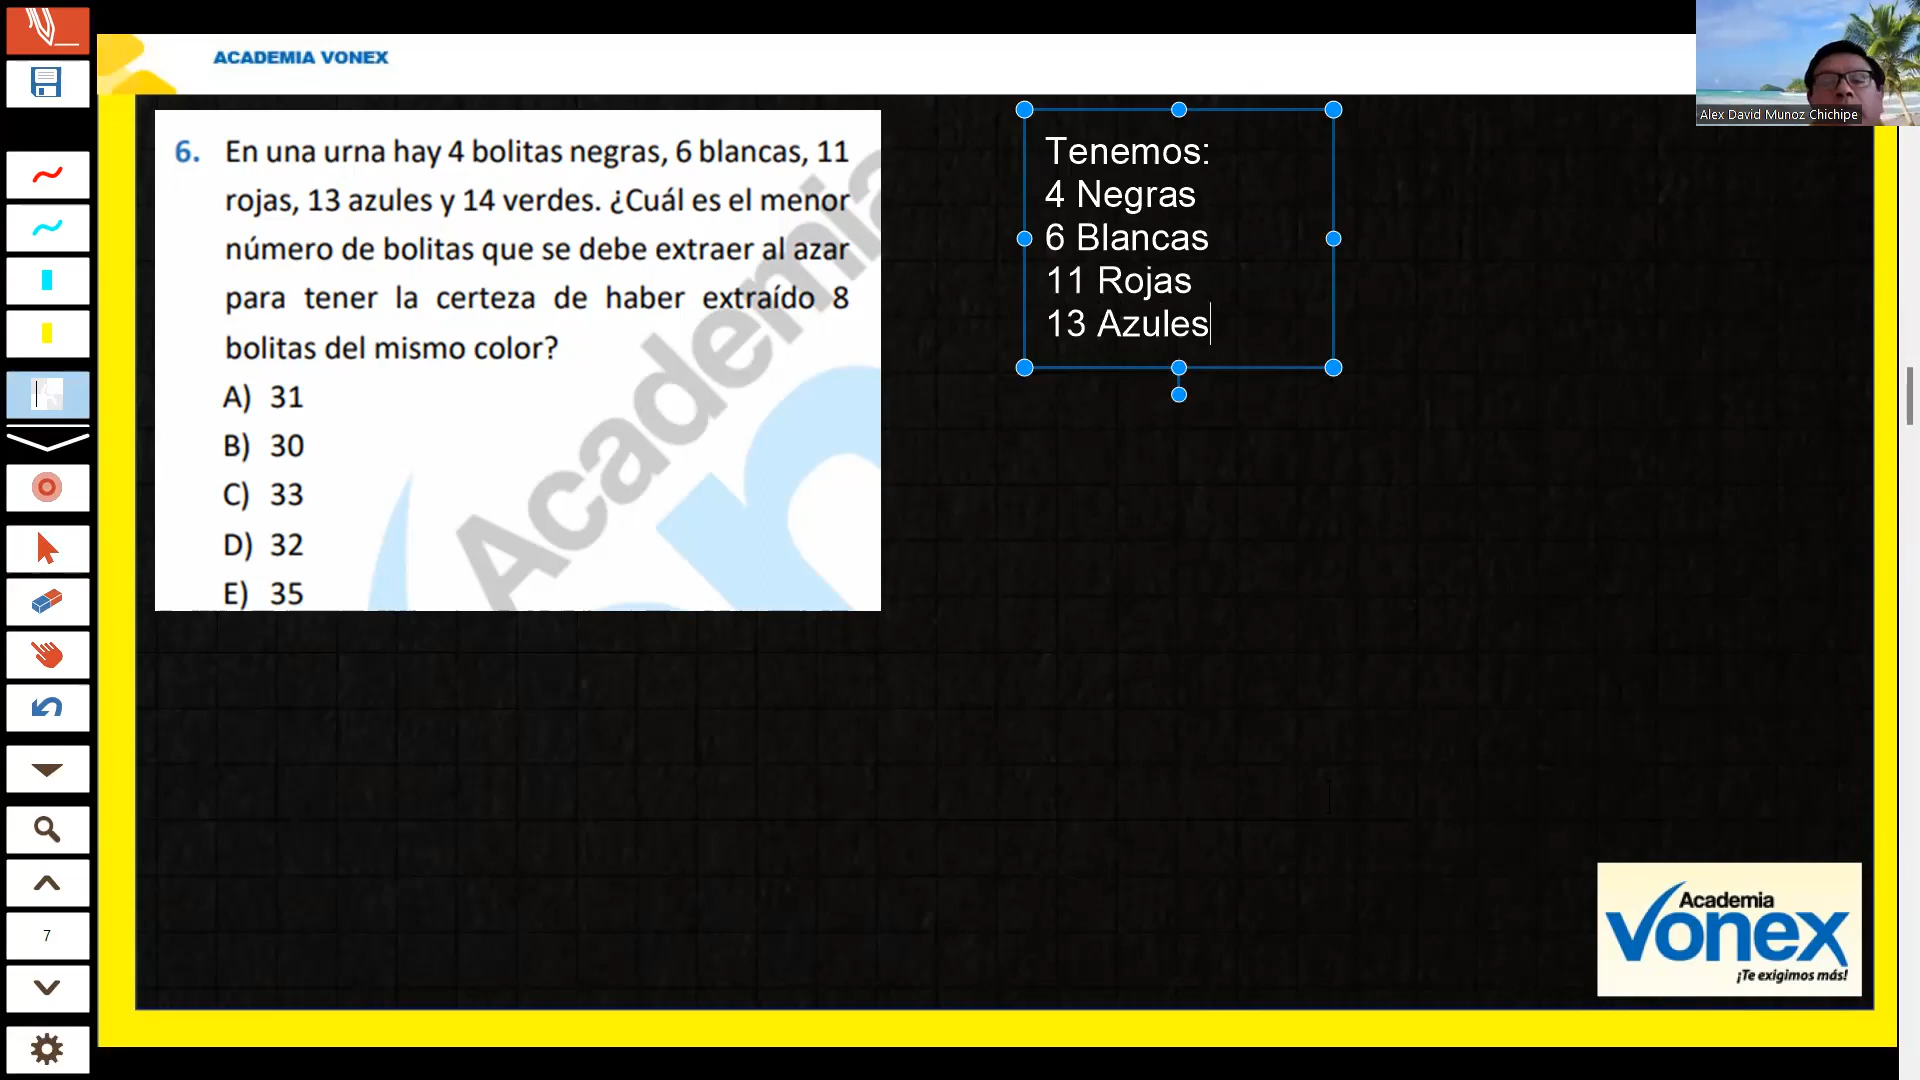 ACADEMIA VONEX
Alex David Munoz Chichipe
6. En una urna hay 4 bolitas negras, 6 blancas, 11
rojas, 13 azules y 14 verdes. ¿Cuál es el menor
número de bolitas que se debe extraer al azar
para tener la certeza de haber extraído 8
bolitas del mismo color?
A) 31
B) 30
C) 33
D) 32
E) 35
Academia
Tenemos:
4 Negras
6 Blancas
11 Rojas
13 Azules
7
Academia
Vonex
¡Te exigimos más!